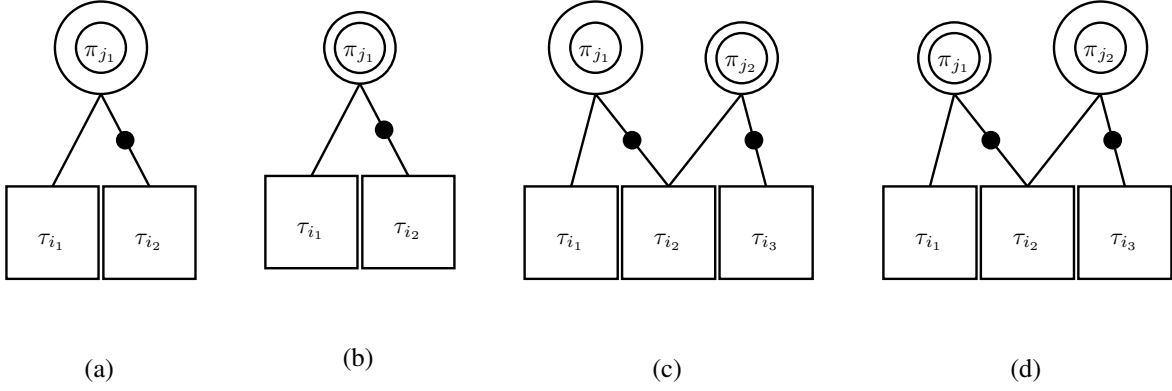 π_{j_1} π_{j_1} π_{j_1} π_{j_2} π_{j_1} π_{j_2}
τ_{i_1} τ_{i_2} τ_{i_1} τ_{i_2} τ_{i_1} τ_{i_2} τ_{i_3} τ_{i_1} τ_{i_2} τ_{i_3}
(a) (b) (c) (d)